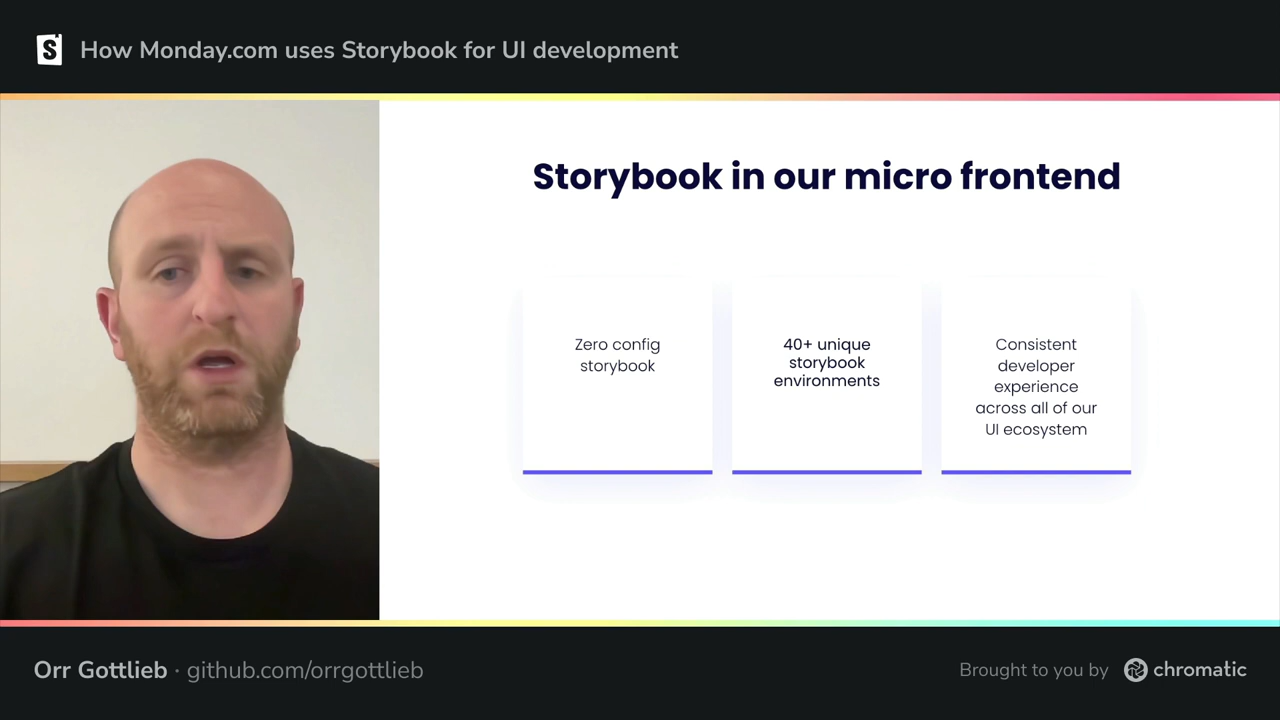 S How Monday.com uses Storybook for UI development
Storybook in our micro frontend
Zero config
storybook
40+ unique
storybook
environments
Consistent
developer
experience
across all of our
UI ecosystem
Orr Gottlieb · github.com/orrgottlieb
Brought to you by chromatic